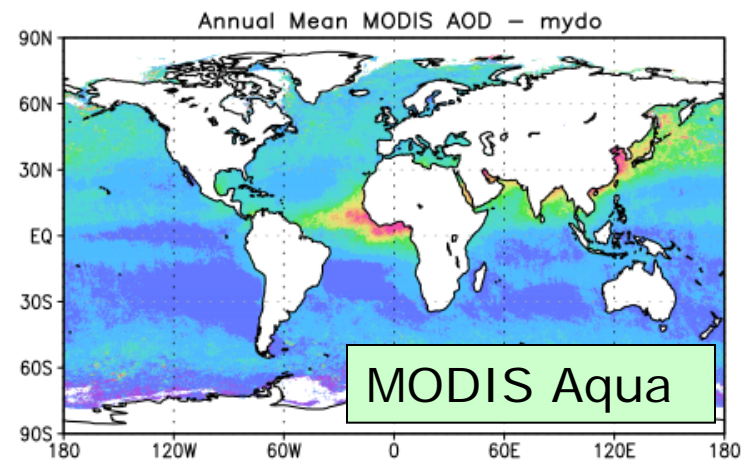 Annual Mean MODIS AOD – mydo
90N
60N
30N
EQ
30S
60S
90S
MODIS Aqua
180 120W 60W 0 60E 120E 180